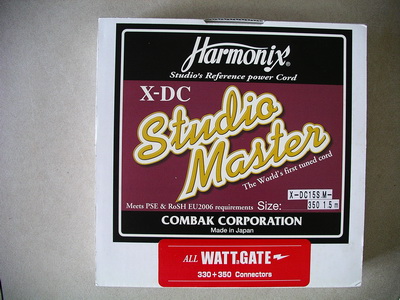 Harmonix®
Studio's Reference power Cord
X-DC
Studio
Master
The World's first tuned cord
X-DC15SM-
Meets PSE & RoSH EU2006 requirements Size: 350 1.5m
COMBAK CORPORATION
Made in Japan
ALL WATT.GATE
330+350 Connectors